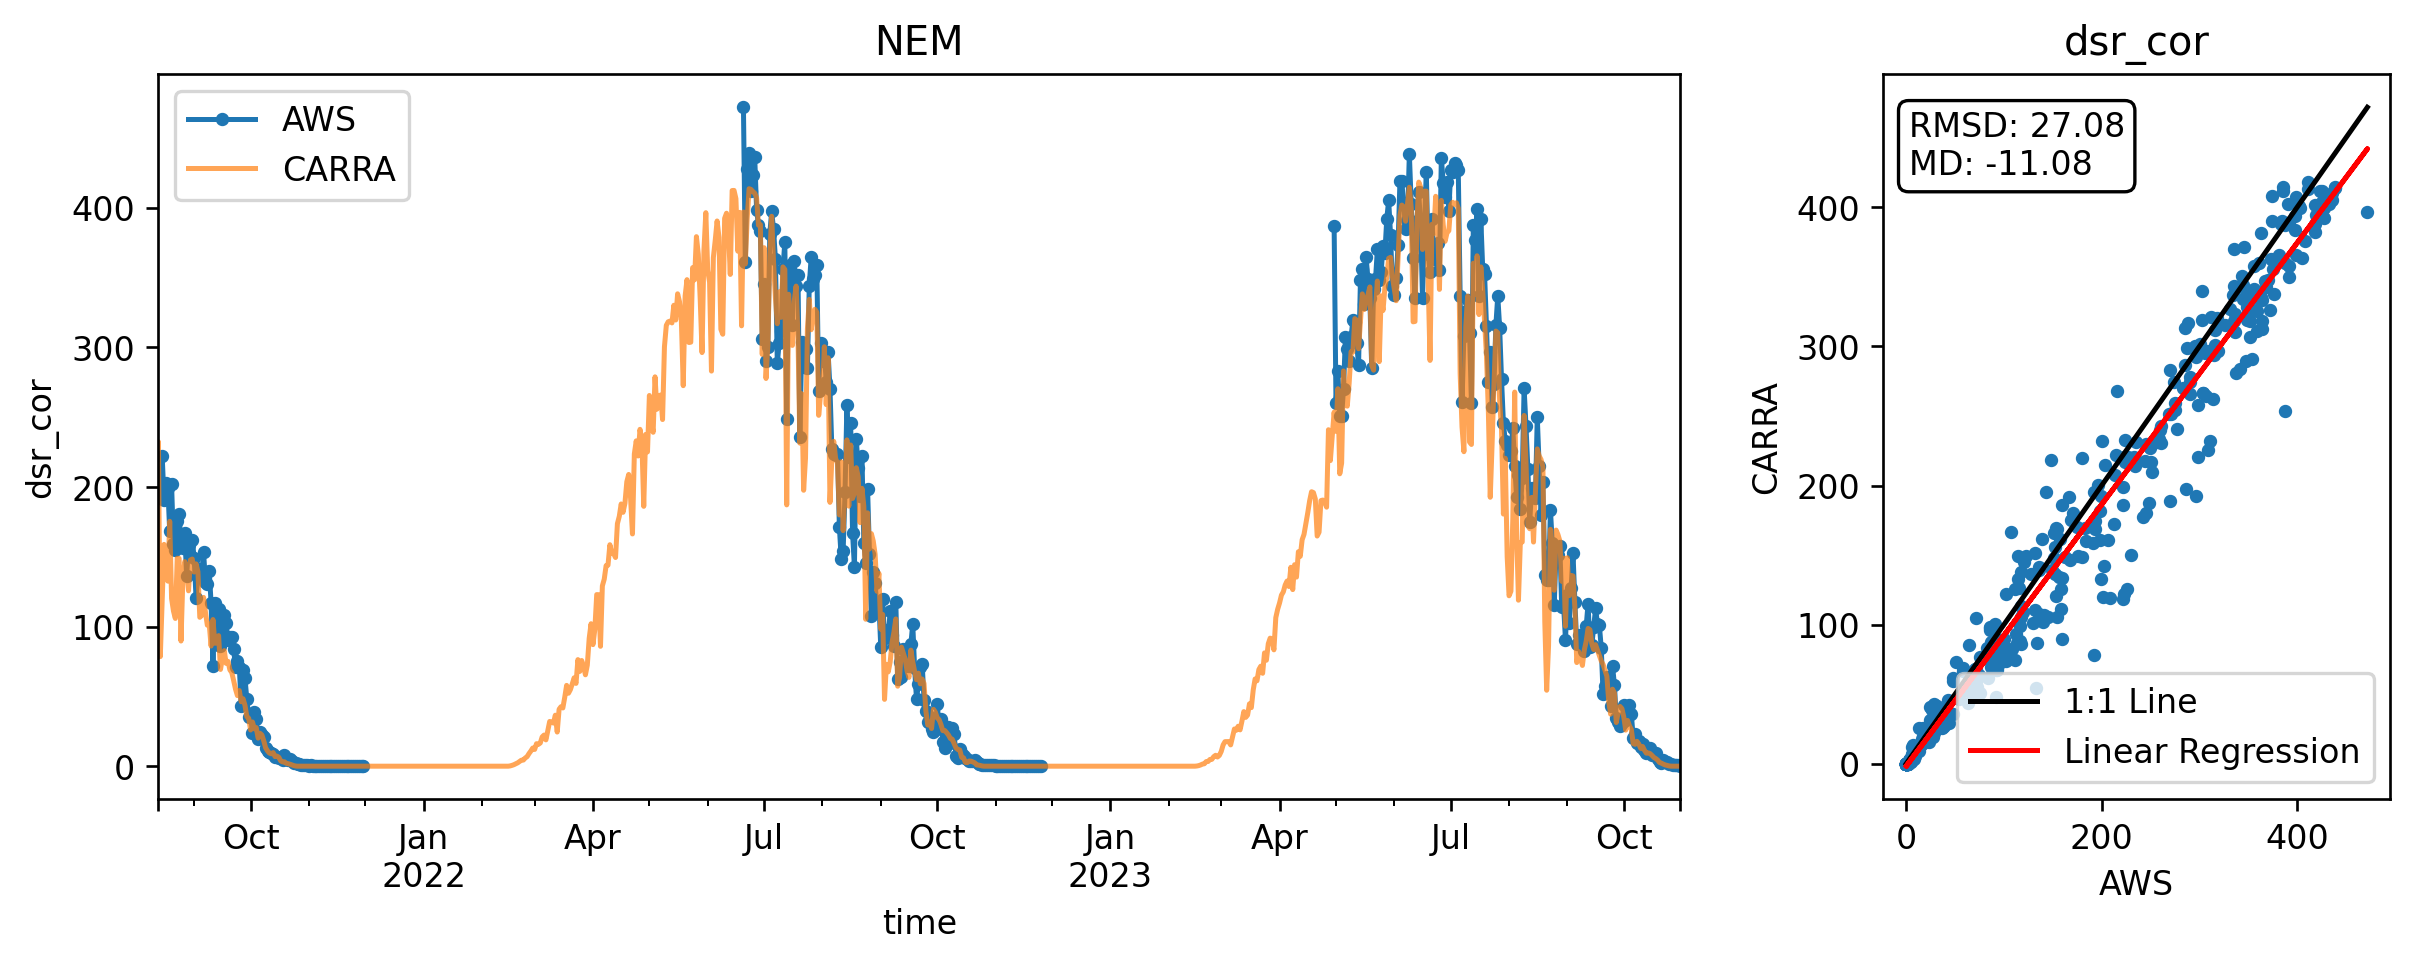 NEM
AWS
CARRA
dsr_cor
400
300
200
100
0
Oct
Jan
2022
Apr
Jul
Oct
Jan
2023
Apr
Jul
Oct
time
dsr_cor
RMSD: 27.08
MD: -11.08
CARRA
400
300
200
100
0
1:1 Line
Linear Regression
0
200
400
AWS